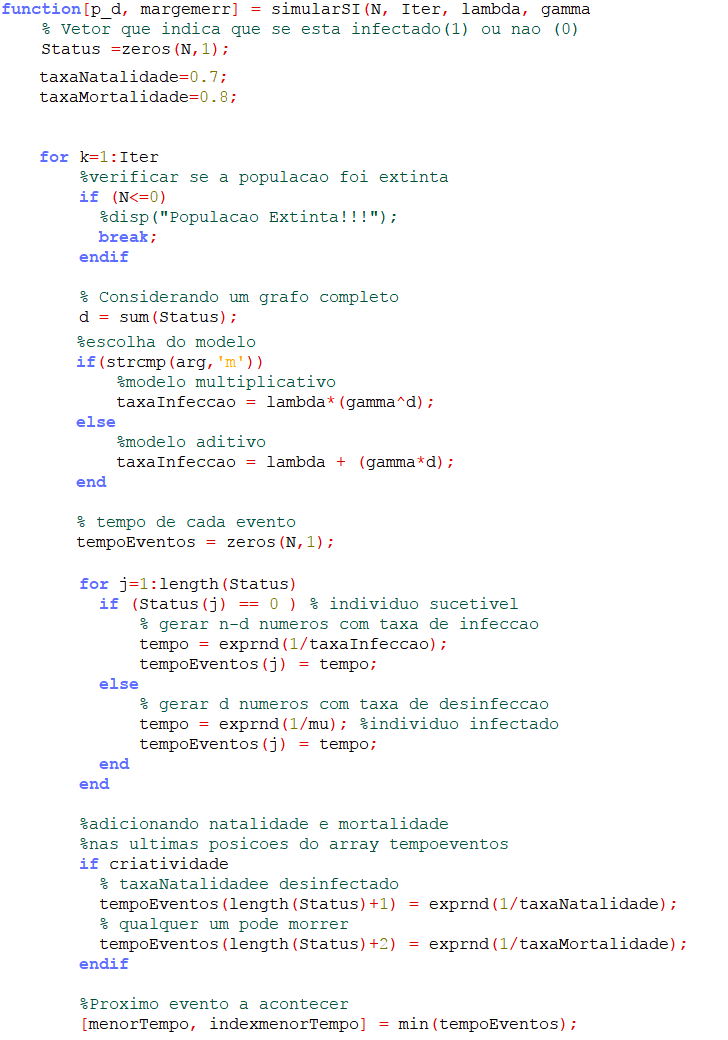 function[p_d, margemerr] = simularSI(N, Iter, lambda, gamma
% Vetor que indica que se esta infectado(1) ou nao (0)
Status =zeros(N,1);
taxaNatalidade=0.7;
taxaMortalidade=0.8;
for k=1:Iter
%verificar se a populacao foi extinta
if (N<=0)
%disp("Populacao Extinta!!!");
break;
endif
% Considerando um grafo completo
d = sum(Status);
%escolha do modelo
if(strcmp(arg,'m'))
%modelo multiplicativo
taxaInfeccao = lambda*(gamma^d);
else
%modelo aditivo
taxaInfeccao = lambda + (gamma*d);
end
% tempo de cada evento
tempoEventos = zeros(N,1);
for j=1:length(Status)
if (Status(j) == 0 ) % individuo sucetivel
% gerar n-d numeros com taxa de infeccao
tempo = exprnd(1/taxaInfeccao);
tempoEventos(j) = tempo;
else
% gerar d numeros com taxa de desinfeccao
tempo = exprnd(1/mu); %individuo infectado
tempoEventos(j) = tempo;
end
end
%adicionando natalidade e mortalidade
%nas ultimas posicoes do array tempoeventos
if criatividade
% taxaNatalidadee desinfectado
tempoEventos(length(Status)+1) = exprnd(1/taxaNatalidade);
% qualquer um pode morrer
tempoEventos(length(Status)+2) = exprnd(1/taxaMortalidade);
endif
%Proximo evento a acontecer
[menorTempo, indexmenorTempo] = min(tempoEventos);